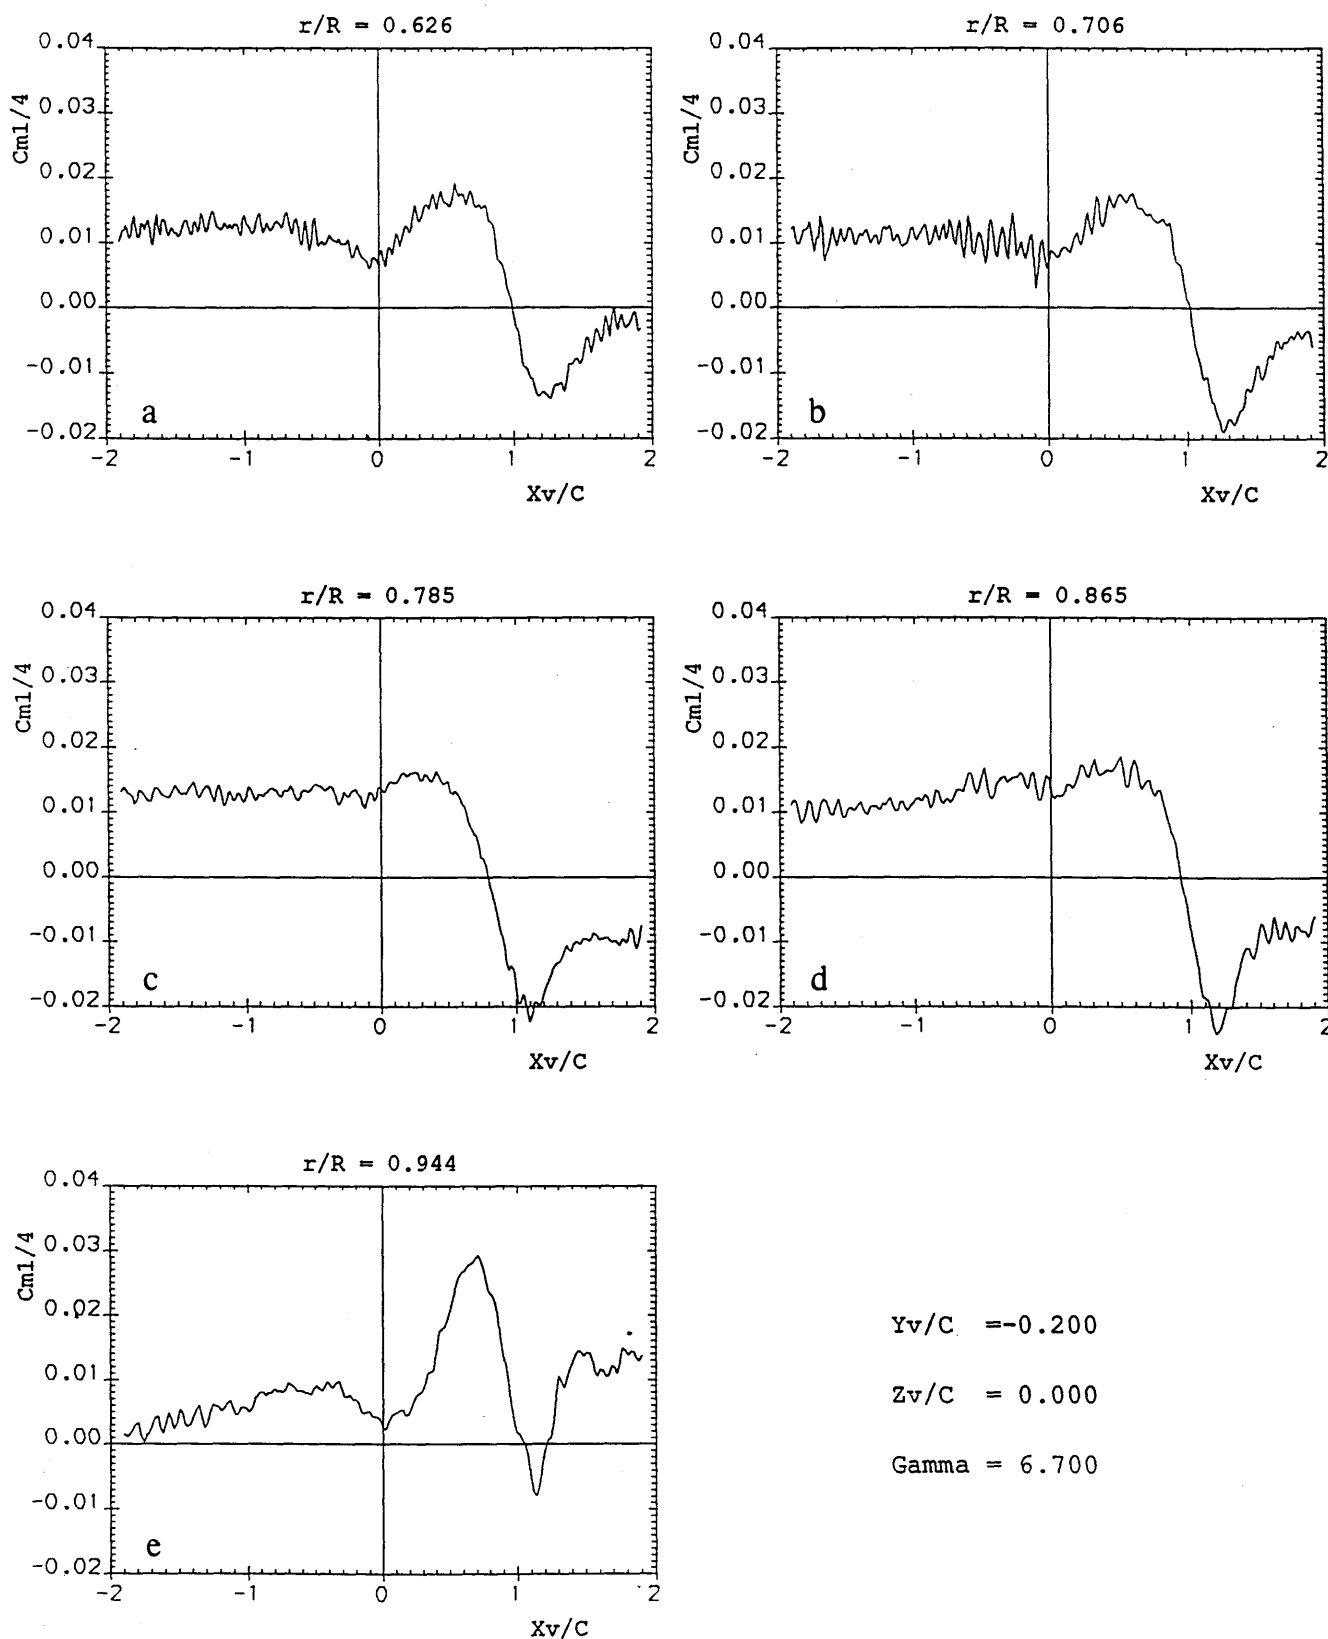 r/R = 0.626
0.04
0.03
0.02
0.01
0.00
-0.01
-0.02
Cm1/4
a
-2 -1 0 1 2
Xv/C
r/R = 0.706
0.04
0.03
0.02
0.01
0.00
-0.01
-0.02
Cm1/4
b
-2 -1 0 1 2
Xv/C
r/R = 0.785
0.04
0.03
0.02
0.01
0.00
-0.01
-0.02
Cm1/4
c
-2 -1 0 1 2
Xv/C
r/R = 0.865
0.04
0.03
0.02
0.01
0.00
-0.01
-0.02
Cm1/4
d
-2 -1 0 1 2
Xv/C
r/R = 0.944
0.04
0.03
0.02
0.01
0.00
-0.01
-0.02
Cm1/4
e
-2 -1 0 1 2
Xv/C
Yv/C =-0.200
Zv/C = 0.000
Gamma = 6.700